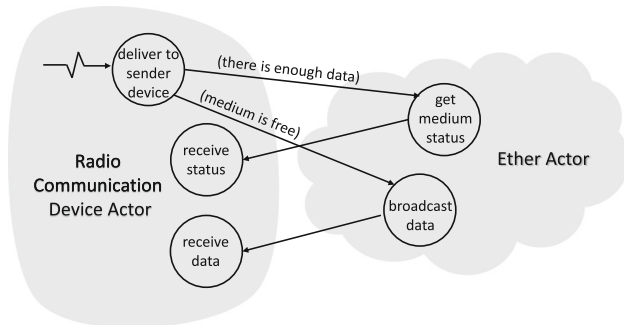 deliver to
sender
device
(there is enough data)
(medium is free)
get
medium
status
receive
status
Radio
Communication
Device Actor
Ether Actor
broadcast
data
receive
data